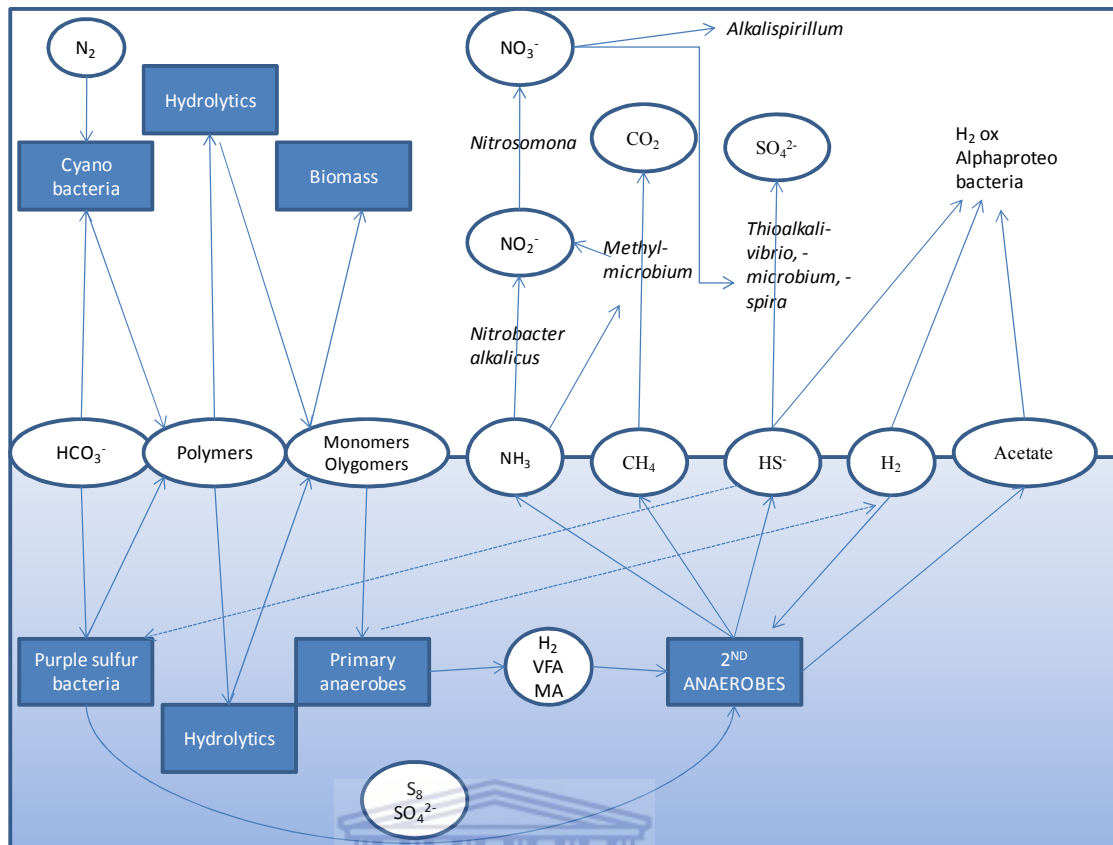 N₂
NO₃⁻
Alkalispirillum
Hydrolytics
Nitrosomona
CO₂
SO₄²⁻
H₂ ox
Alphaproteo
bacteria
Cyano
bacteria
Biomass
NO₂⁻
Methyl-
microbium
Thioalkali-
vibrio, -
microbium, -
spira
Nitrobacter
alkalicus
HCO₃⁻
Polymers
Monomers
Olygomers
NH₃
CH₄
HS⁻
H₂
Acetate
Purple sulfur
bacteria
Primary
anaerobes
H₂
VFA
MA
2ᴺᴰ
ANAEROBES
Hydrolytics
S₈
SO₄²⁻